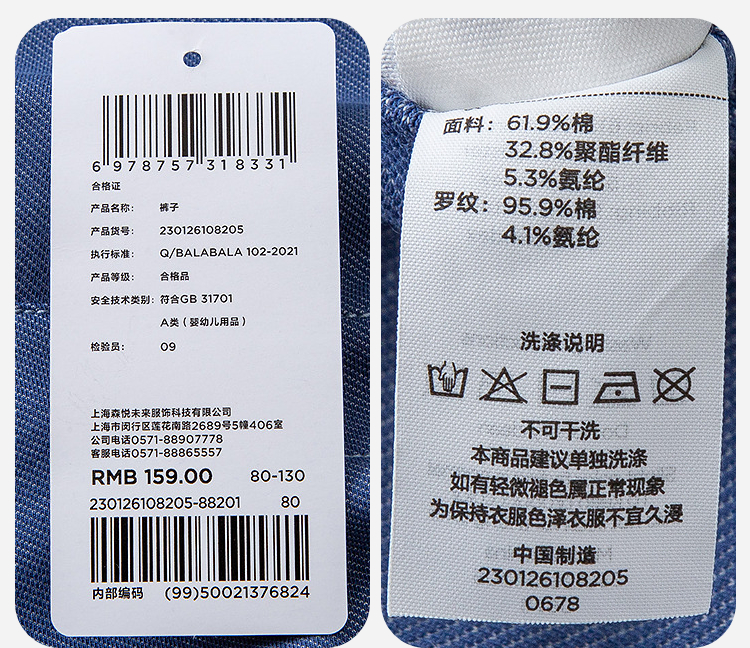 6 978757 318331
合格证
产品名称: 裤子
产品货号: 230126108205
执行标准: Q/BALABALA 102-2021
产品等级: 合格品
安全技术类别: 符合GB 31701
A类(婴幼儿用品)
检验员: 09
上海森悦未来服饰科技有限公司
上海市闵行区莲花南路2689号5幢406室
公司电话0571-88907778
客服电话0571-88865557
RMB 159.00 80-130
230126108205-88201 80
内部编码 (99)50021376824
面料: 61.9%棉
32.8%聚酯纤维
5.3%氨纶
罗纹: 95.9%棉
4.1%氨纶
洗涤说明
不可干洗
本商品建议单独洗涤
如有轻微褪色属正常现象
为保持衣服色泽衣服不宜久浸
中国制造
230126108205
0678